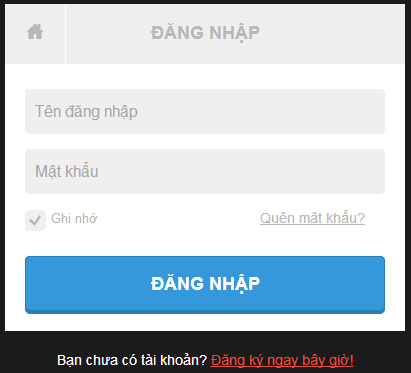 ĐĂNG NHẬP
Tên đăng nhập
Mật khẩu
Ghi nhớ Quên mât khẩu?
ĐĂNG NHẬP
Bạn chưa có tài khoản? Đăng ký ngay bây giờ!